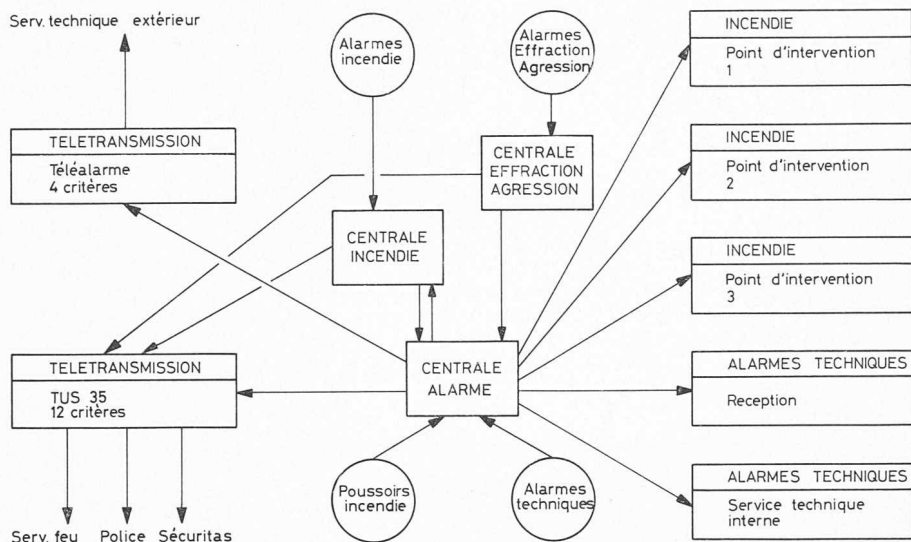 Serv. technique extérieur
TELETRANSMISSION
Téléalarme
4 critères
Alarmes
incendie
Alarmes
Effraction
Agression
CENTRALE
EFFRACTION
AGRESSION
CENTRALE
INCENDIE
INCENDIE
Point d'intervention
1
INCENDIE
Point d'intervention
2
INCENDIE
Point d'intervention
3
TELETRANSMISSION
TUS 35
12 critères
CENTRALE
ALARME
ALARMES TECHNIQUES
Reception
ALARMES TECHNIQUES
Service technique
interne
Poussoirs
incendie
Alarmes
techniques
Serv. feu Police Sécuritas